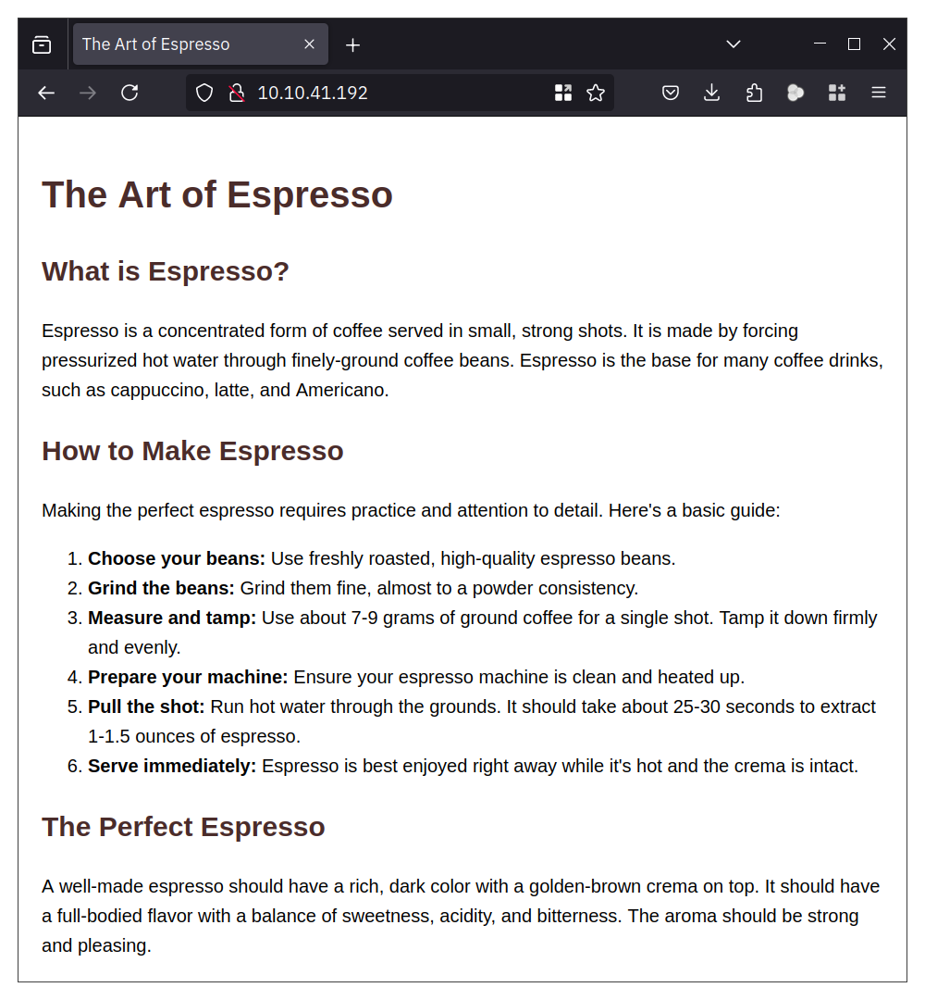 The Art of Espresso
10.10.41.192
The Art of Espresso
What is Espresso?
Espresso is a concentrated form of coffee served in small, strong shots. It is made by forcing
pressurized hot water through finely-ground coffee beans. Espresso is the base for many coffee drinks,
such as cappuccino, latte, and Americano.
How to Make Espresso
Making the perfect espresso requires practice and attention to detail. Here's a basic guide:
1. Choose your beans: Use freshly roasted, high-quality espresso beans.
2. Grind the beans: Grind them fine, almost to a powder consistency.
3. Measure and tamp: Use about 7-9 grams of ground coffee for a single shot. Tamp it down firmly
and evenly.
4. Prepare your machine: Ensure your espresso machine is clean and heated up.
5. Pull the shot: Run hot water through the grounds. It should take about 25-30 seconds to extract
1-1.5 ounces of espresso.
6. Serve immediately: Espresso is best enjoyed right away while it's hot and the crema is intact.
The Perfect Espresso
A well-made espresso should have a rich, dark color with a golden-brown crema on top. It should have
a full-bodied flavor with a balance of sweetness, acidity, and bitterness. The aroma should be strong
and pleasing.